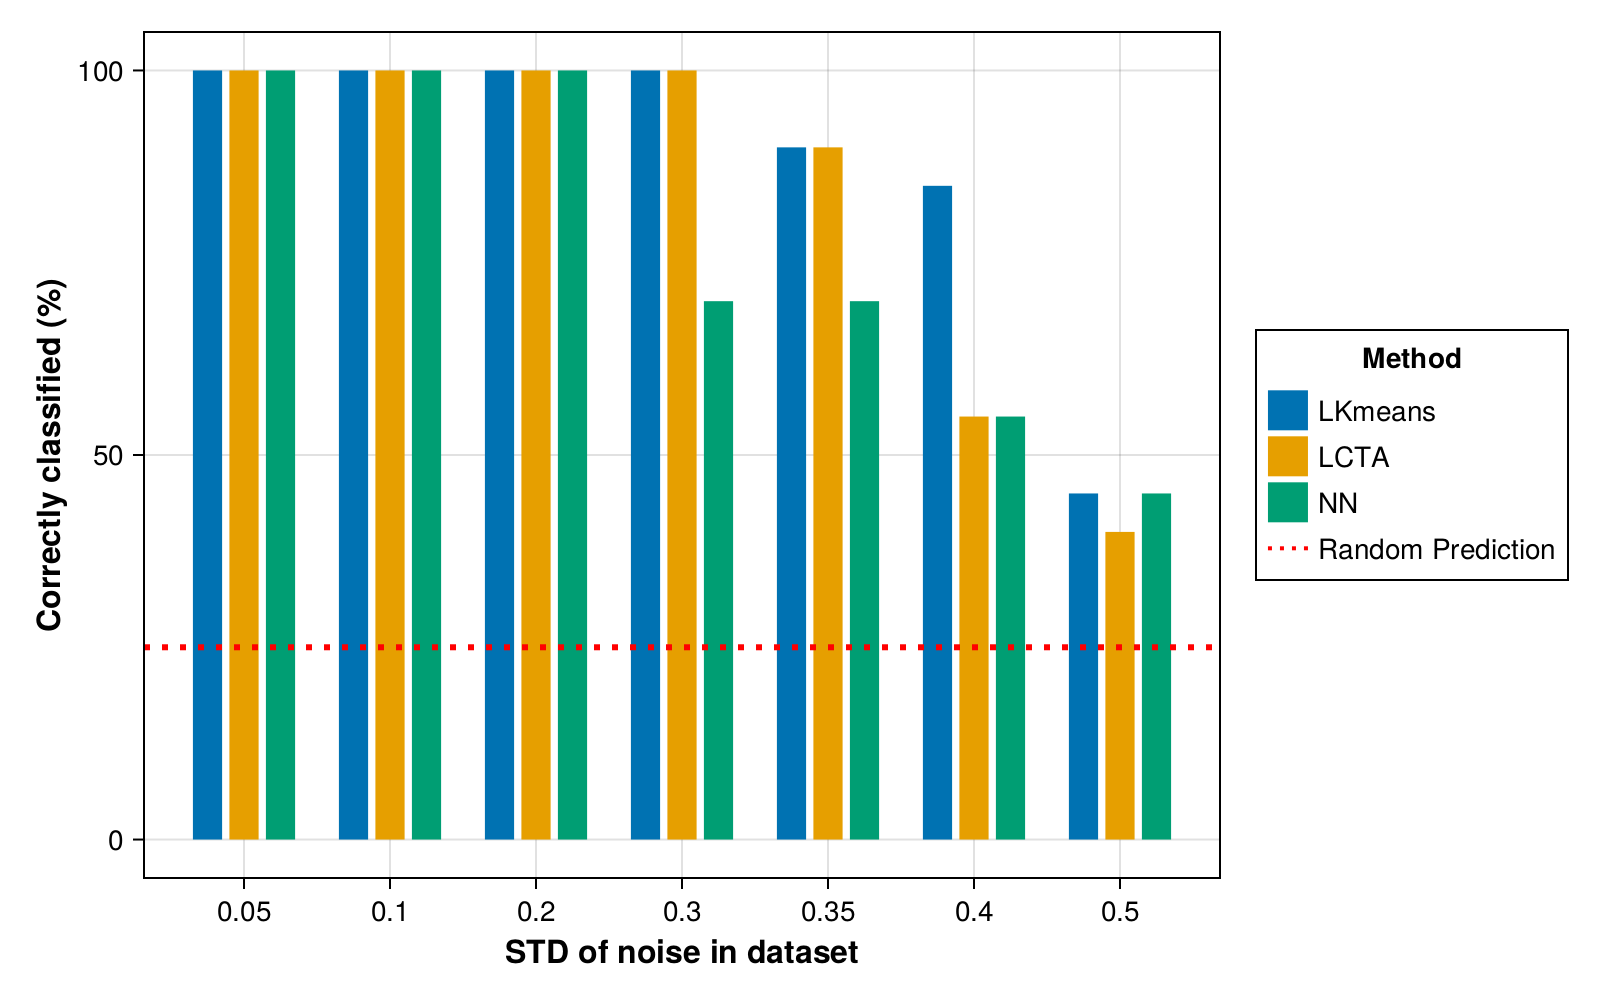 Correctly classified (%)
100
50
0
0.05 0.1 0.2 0.3 0.35 0.4 0.5
STD of noise in dataset
Method
LKmeans
LCTA
NN
Random Prediction